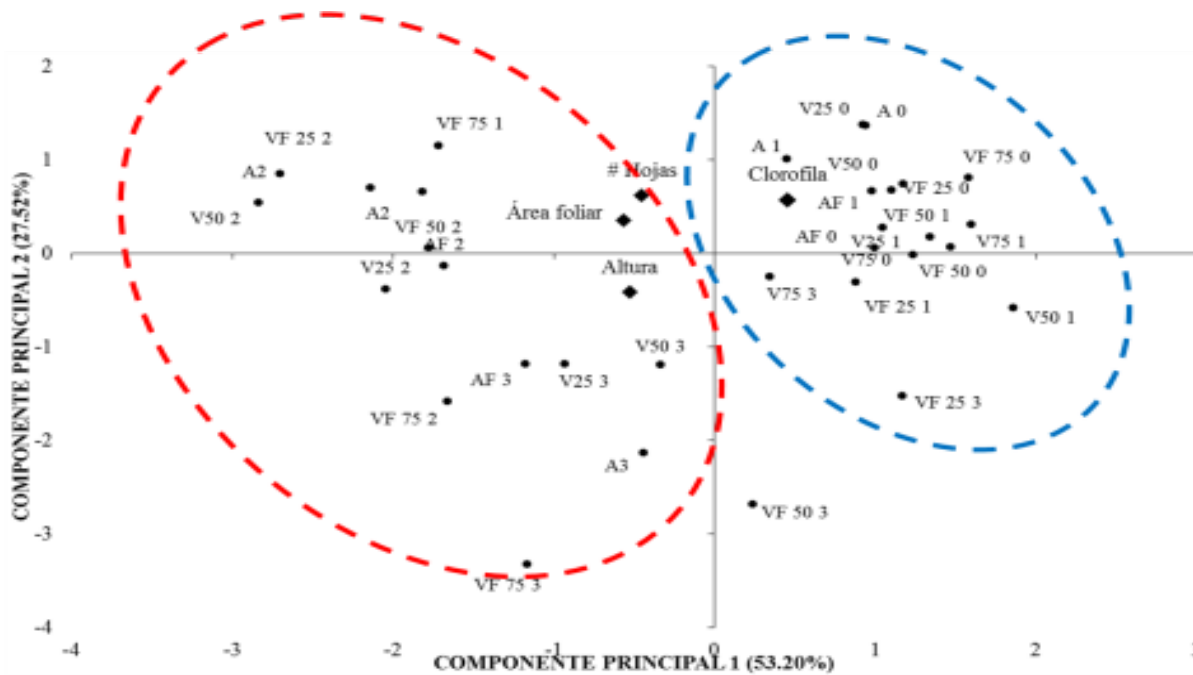 2
V25 0
A 0
VF 75 1
VF 25 2
A 1
V50 0
VF 75 0
1
A2
# Hojas
Clorofila
VF 25 0
V50 2
A2
Área foliar
AF 1
VF 50 1
VF 50 2
AF 2
AF 0
V25 1
V75 1
0
V25 2
Altura
V75 0
VF 50 0
V75 3
VF 25 1
V50 1
-1
V50 3
AF 3
V25 3
VF 25 3
VF 75 2
-2
A3
VF 50 3
-3
VF 75 3
-4
-4
-3
-2
-1
0
1
2
3
COMPONENTE PRINCIPAL 1 (53.20%)
COMPONENTE PRINCIPAL 2 (27.52%)